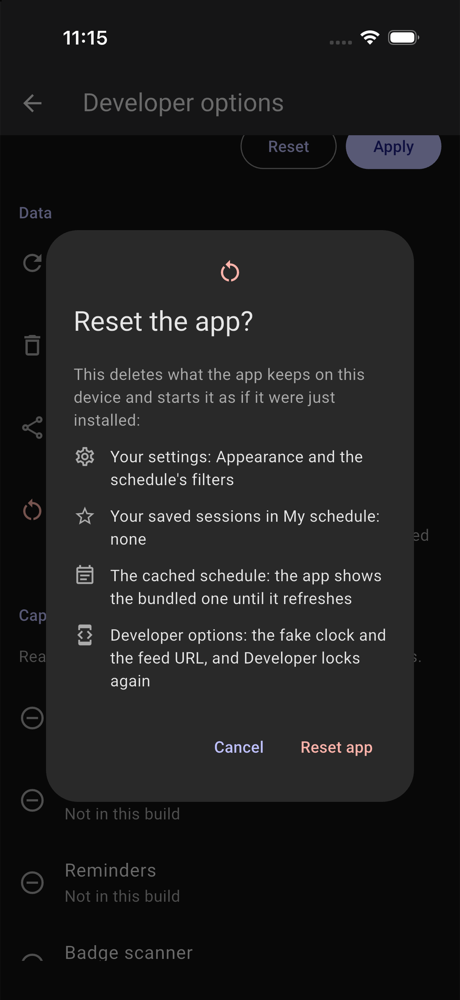 11:15
Developer options
Reset
Apply
Data
Reset the app?
This deletes what the app keeps on this
device and starts it as if it were just
installed:
Your settings: Appearance and the
schedule's filters
Your saved sessions in My schedule:
none
ed
The cached schedule: the app shows
the bundled one until it refreshes
Cap
Developer options: the fake clock and
the feed URL, and Developer locks
again
Rea
s.
Cancel
Reset app
Not in this build
Reminders
Not in this build
Badge scanner